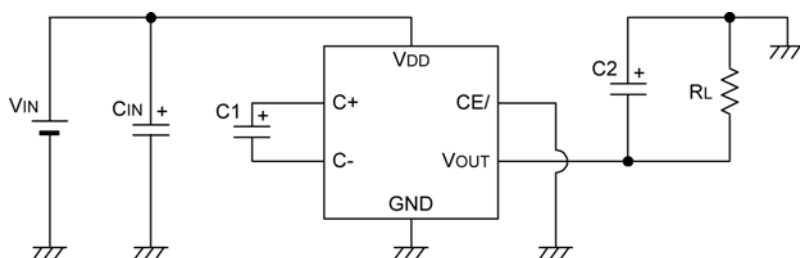 VDD
C2
+
VIN
CIN
+
C1
+
C+
CE/
RL
C-
VOUT
GND